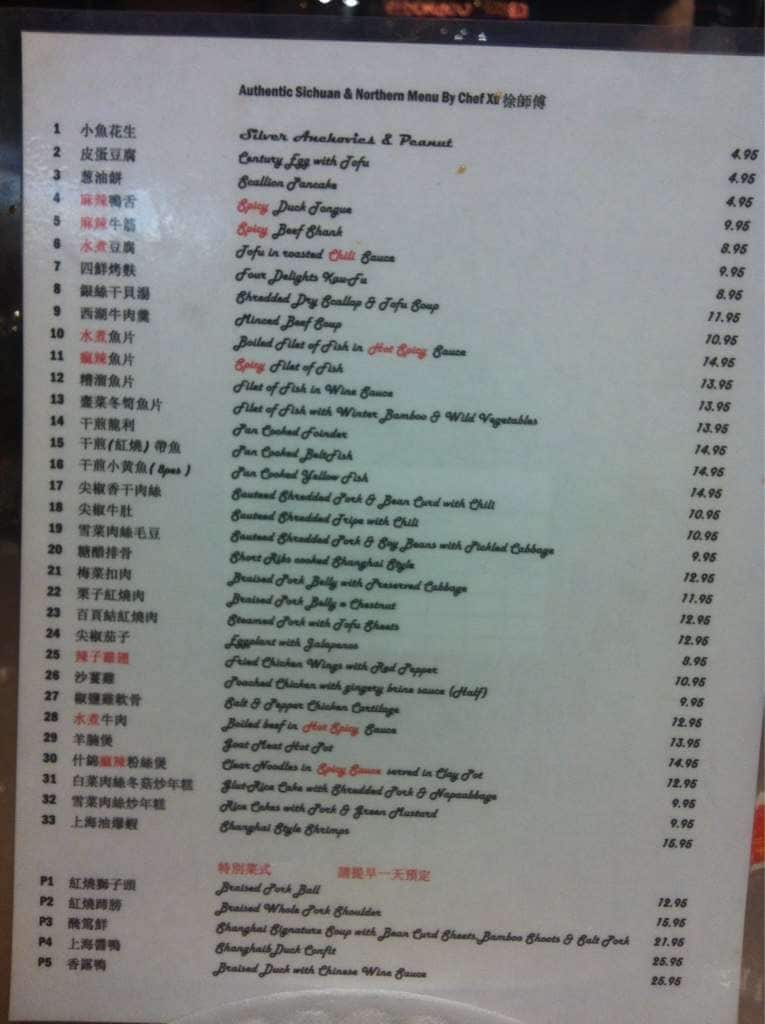 Authentic Sichuan & Northern Menu By Chef Xu 徐師傅
1 小魚花生 Silver Anchovies & Peanut 4.95
2 皮蛋豆腐 Century Egg with Tofu 4.95
3 蔥油餅 Scallion Pancake 4.95
4 麻辣鴨舌 Spicy Duck Tongue 9.95
5 麻辣牛筋 Spicy Beef Shank 8.95
6 水煮豆腐 Tofu in roasted Chili Sauce 9.95
7 四鮮烤麩 Four Delights Kau-Fu 8.95
8 銀絲干貝湯 Shredded Dry Scallop & Tofu Soup 11.95
9 西湖牛肉羹 Minced Beef Soup 10.95
10 水煮魚片 Boiled Filet of Fish in Hot Spicy Sauce 14.95
11 瘋辣魚片 Spicy Filet of Fish 13.95
12 糟溜魚片 Filet of Fish in Wine Sauce 13.95
13 薺菜冬筍魚片 Filet of Fish with Winter Bamboo & Wild Vegetables 13.95
14 干煎龍利 Pan Cooked Foinder 14.95
15 干煎(紅燒)帶魚 Pan Cooked BeltFish 14.95
16 干煎小黄魚(8pcs) Pan Cooked Yellow Fish 14.95
17 尖椒香干肉絲 Sauteed Shredded Pork & Bean Curd with Chili 10.95
18 尖椒牛肚 Sauteed Shredded Tripe with Chili 10.95
19 雪菜肉絲毛豆 Sauteed Shredded Pork & Soy Beans with Pickled Cabbage 9.95
20 糖醋排骨 Short Ribs cooked Shanghai Style 12.95
21 梅菜扣肉 Braised Pork Belly with Preserved Cabbage 11.95
22 栗子紅燒肉 Braised Pork Belly n Chestnut 12.95
23 百頁結紅燒肉 Steamed Pork with Tofu Sheets 12.95
24 尖椒茄子 Eggplant with Jalapenos 8.95
25 辣子雞翅 Fried Chicken Wings with Red Pepper 10.95
26 沙薑雞 Poached Chicken with gingery brine sauce (Half) 9.95
27 椒鹽雞軟骨 Salt & Pepper Chicken Cartilage 12.95
28 水煮牛肉 Boiled beef in Hot Spicy Sauce 13.95
29 羊腩煲 Goat Meat Hot Pot 14.95
30 什錦麻辣粉絲煲 Clear Noodles in Spicy Sauce served in Clay Pot 12.95
31 白菜肉絲冬菇炒年糕 Glut-Rice Cake with Shredded Pork & Napaabbage 9.95
32 雪菜肉絲炒年糕 Rice Cakes with Pork & Green Mustard 9.95
33 上海油爆蝦 Shanghai Style Shrimps 15.95
特別菜式 請提早一天預定
P1 紅燒獅子頭 Braised Pork Ball 12.95
P2 紅燒蹄膀 Braised Whole Pork Shoulder 15.95
P3 醃篤鮮 Shanghai Signature Soup with Bean Curd Sheets,Bamboo Shoots & Salt Pork 21.95
P4 上海醬鴨 ShanghaibDuck Confit 25.95
P5 香露鴨 Braised Duck with Chinese Wine Sauce 25.95